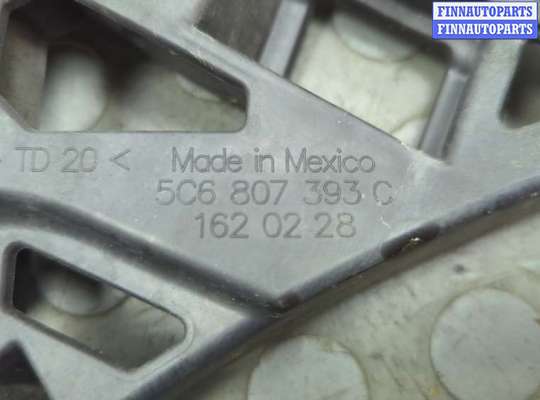 FINNAUTOPARTS
FINNAUTOPARTS
TD 20 < Made in Mexico
5C6 807 393 C
162 02 28